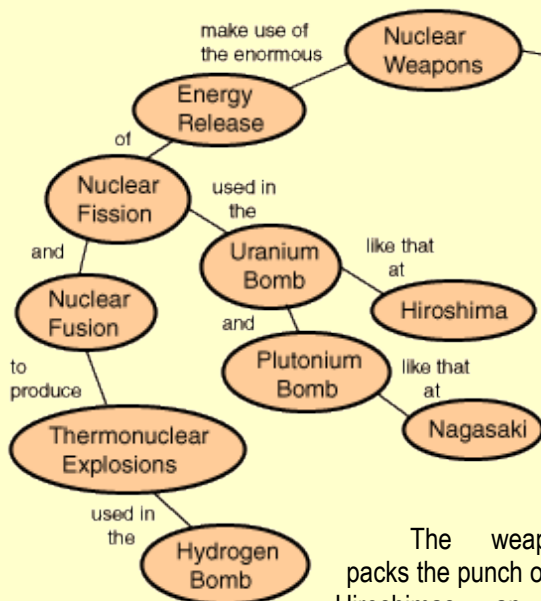 make use of
the enormous
Nuclear
Weapons
Energy
Release
of
Nuclear
Fission
used in
the
and
Uranium
Bomb
like that
at
Hiroshima
Nuclear
Fusion
and
Plutonium
Bomb
like that
at
Nagasaki
to
produce
Thermonuclear
Explosions
used in
the
Hydrogen
Bomb
The weap
packs the punch o